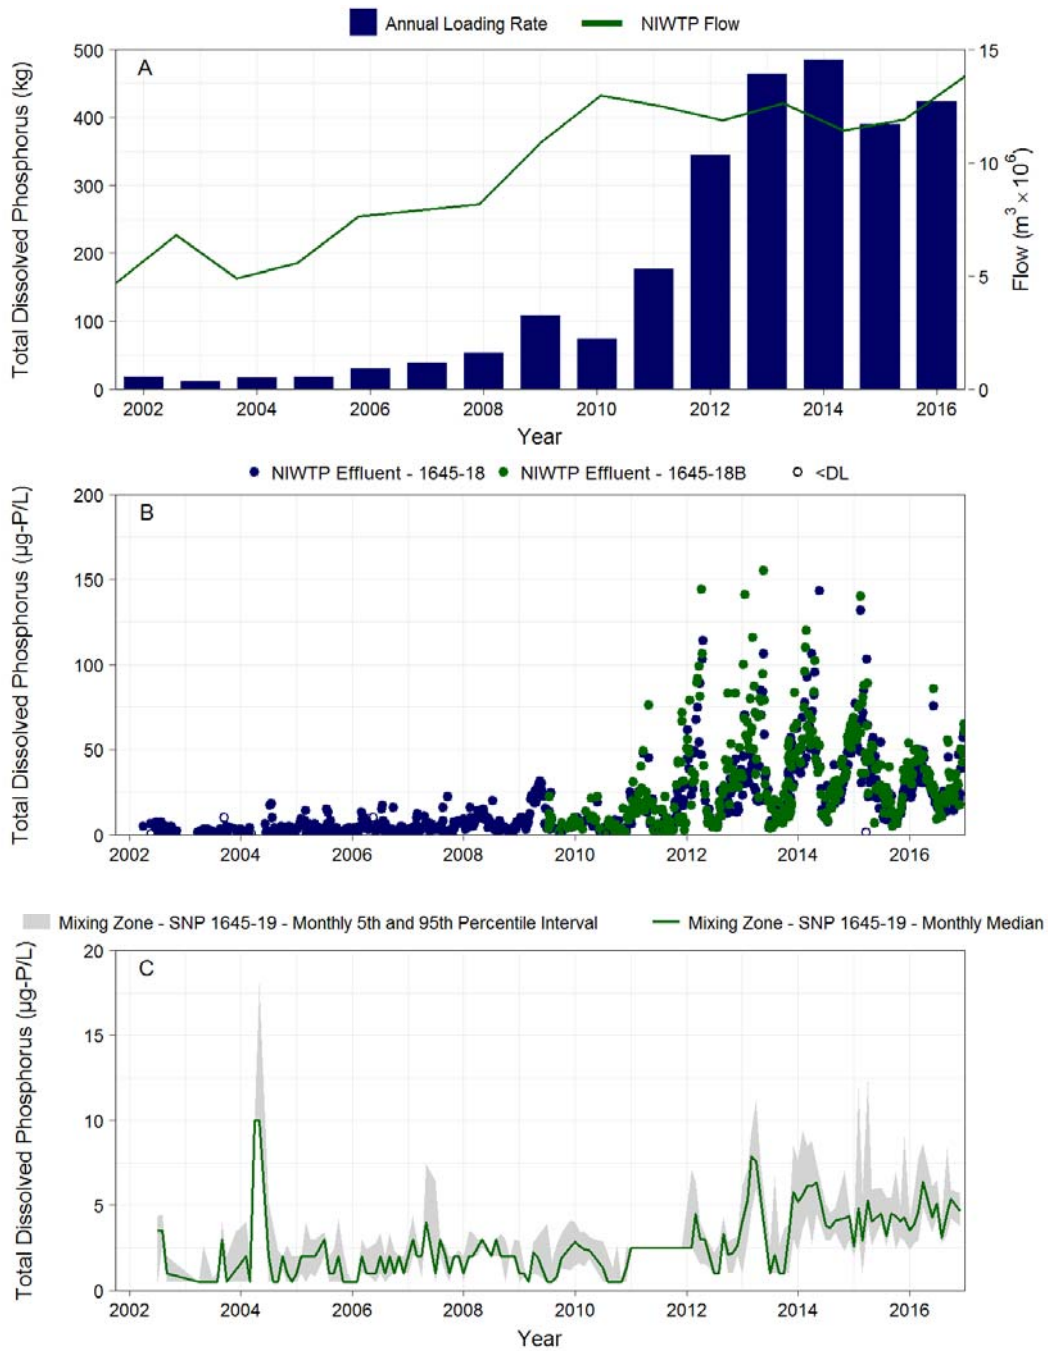 Annual Loading Rate NIWTP Flow
A
Total Dissolved Phosphorus (kg)
500
400
300
200
100
0
15
10
5
0
Flow (m³ × 10⁶)
2002 2004 2006 2008 2010 2012 2014 2016
Year
NIWTP Effluent - 1645-18 NIWTP Effluent - 1645-18B <DL
B
Total Dissolved Phosphorus (µg-P/L)
200
150
100
50
0
2002 2004 2006 2008 2010 2012 2014 2016
Mixing Zone - SNP 1645-19 - Monthly 5th and 95th Percentile Interval Mixing Zone - SNP 1645-19 - Monthly Median
C
Total Dissolved Phosphorus (µg-P/L)
20
15
10
5
0
2002 2004 2006 2008 2010 2012 2014 2016
Year